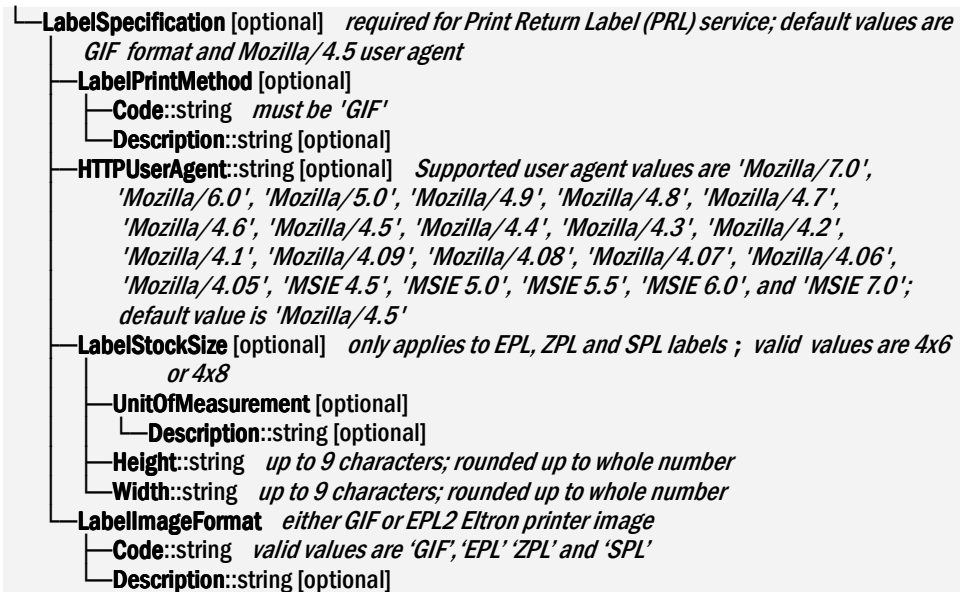 LabelSpecification [optional] required for Print Return Label (PRL) service; default values are
GIF format and Mozilla/4.5 user agent
LabelPrintMethod [optional]
Code::string must be 'GIF'
Description::string [optional]
HTTPUserAgent::string [optional] Supported user agent values are 'Mozilla/7.0',
'Mozilla/6.0', 'Mozilla/5.0', 'Mozilla/4.9', 'Mozilla/4.8', 'Mozilla/4.7',
'Mozilla/4.6', 'Mozilla/4.5', 'Mozilla/4.4', 'Mozilla/4.3', 'Mozilla/4.2',
'Mozilla/4.1', 'Mozilla/4.09', 'Mozilla/4.08', 'Mozilla/4.07', 'Mozilla/4.06',
'Mozilla/4.05', 'MSIE 4.5', 'MSIE 5.0', 'MSIE 5.5', 'MSIE 6.0', and 'MSIE 7.0';
default value is 'Mozilla/4.5'
LabelStockSize [optional] only applies to EPL, ZPL and SPL labels ; valid values are 4x6
or 4x8
UnitOfMeasurement [optional]
Description::string [optional]
Height::string up to 9 characters; rounded up to whole number
Width::string up to 9 characters; rounded up to whole number
LabelImageFormat either GIF or EPL2 Eltron printer image
Code::string valid values are ‘GIF’,‘EPL’ ‘ZPL’ and ‘SPL’
Description::string [optional]